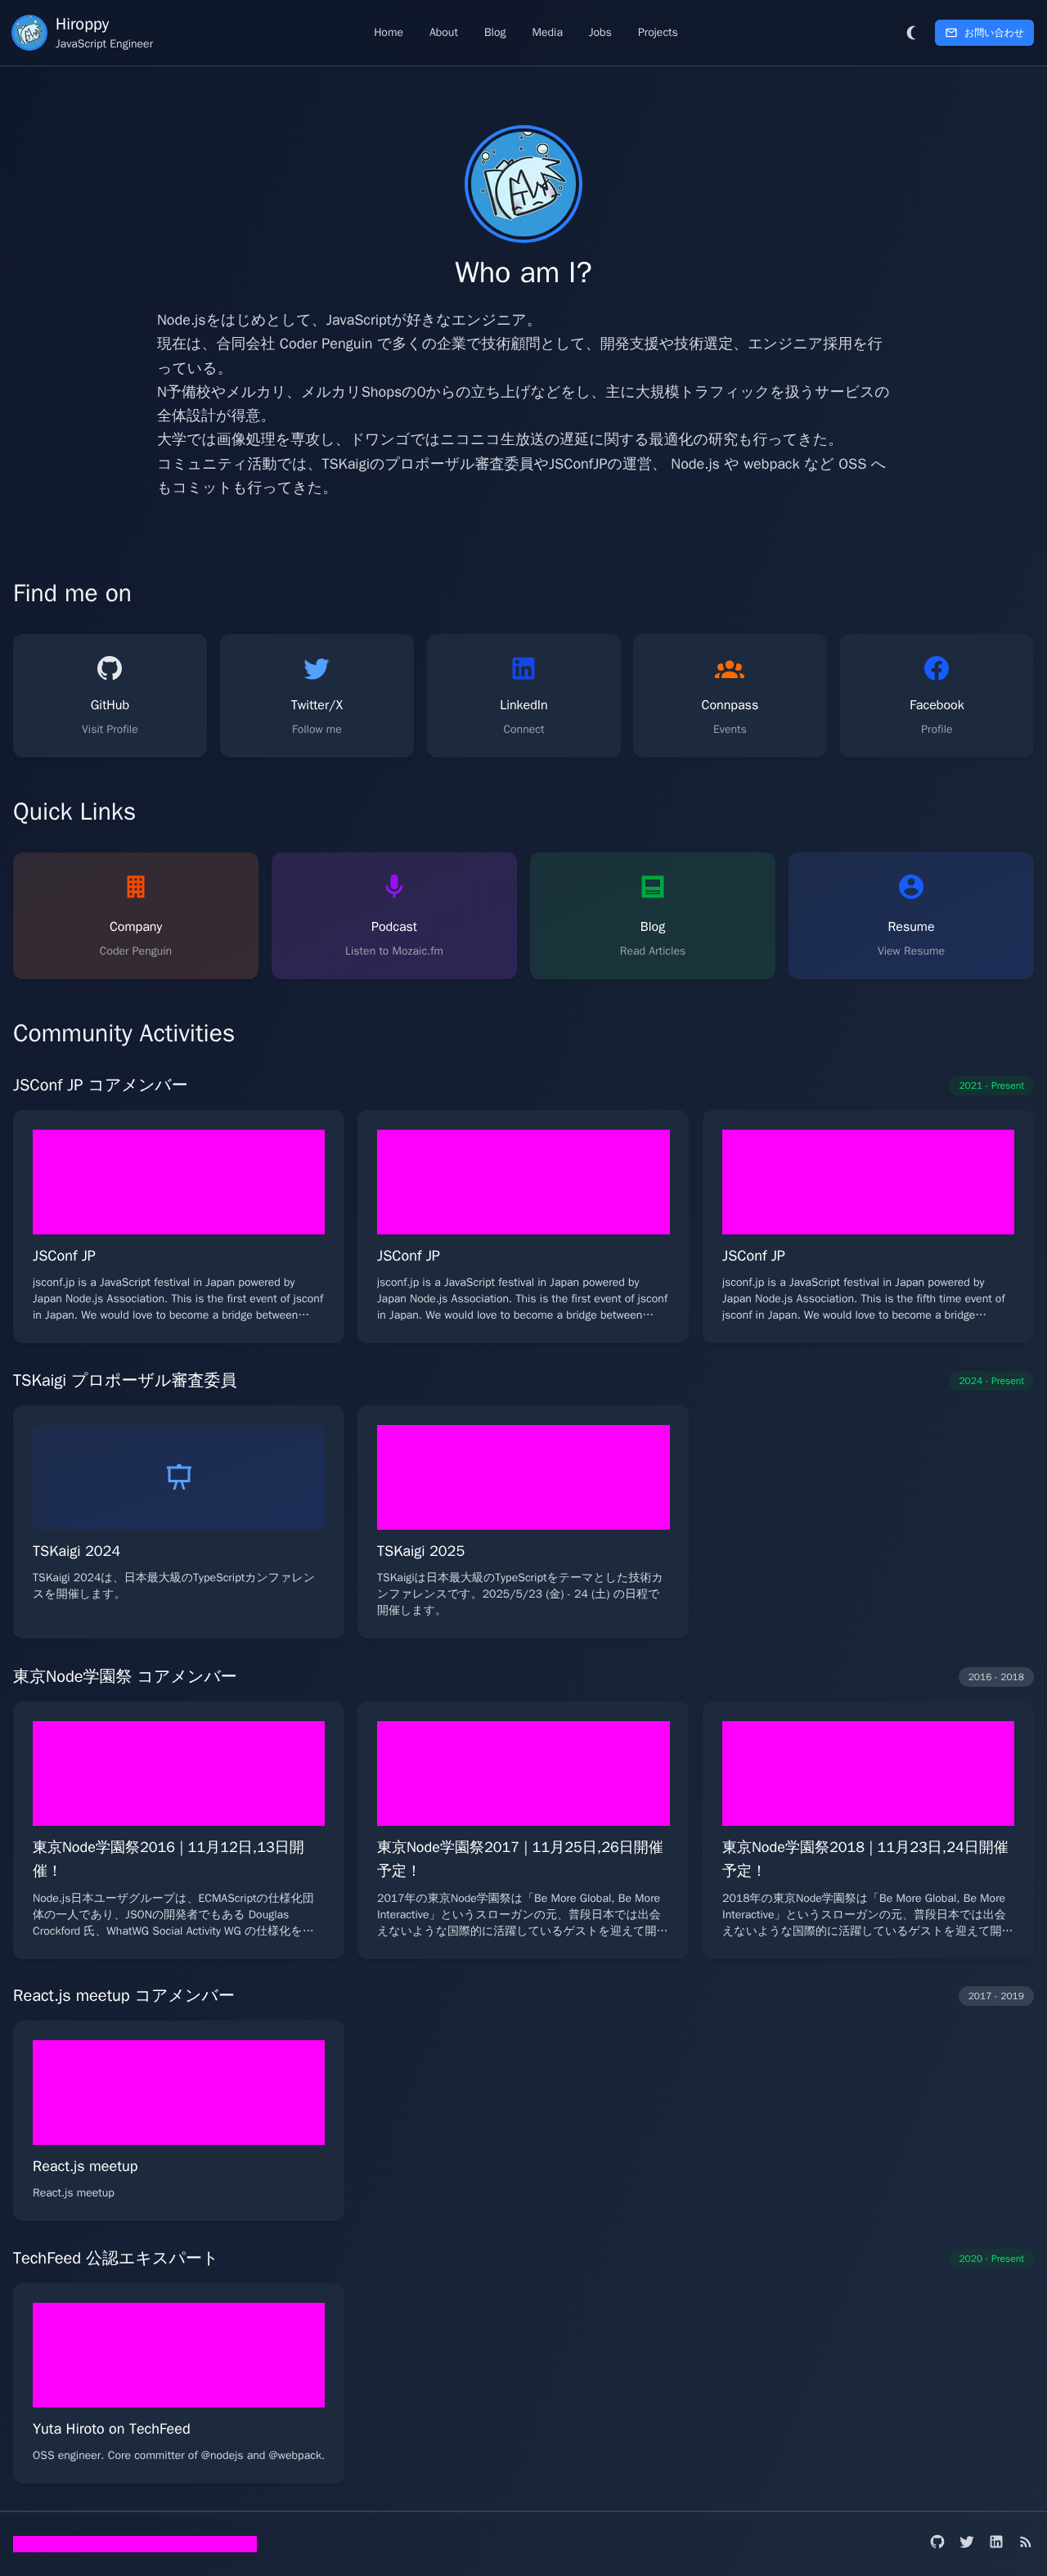 Hiroppy
JavaScript Engineer
Home
About
Blog
Media
Jobs
Projects
お問い合わせ
Who am I?
Node.jsをはじめとして、JavaScriptが好きなエンジニア。
現在は、合同会社 Coder Penguin で多くの企業で技術顧問として、開発支援や技術選定、エンジニア採用を行
っている。
N予備校やメルカリ、メルカリShopsの0からの立ち上げなどをし、主に大規模トラフィックを扱うサービスの
全体設計が得意。
大学では画像処理を専攻し、ドワンゴではニコニコ生放送の遅延に関する最適化の研究も行ってきた。
コミュニティ活動では、TSKaigiのプロポーザル審査委員やJSConfJPの運営、 Node.js や webpack など OSS へ
もコミットも行ってきた。
Find me on
GitHub
Visit Profile
Twitter/X
Follow me
LinkedIn
Connect
Connpass
Events
Facebook
Profile
Quick Links
Company
Coder Penguin
Podcast
Listen to Mozaic.fm
Blog
Read Articles
Resume
View Resume
Community Activities
JSConf JP コアメンバー
2021 - Present
JSConf JP
jsconf.jp is a JavaScript festival in Japan powered by
Japan Node.js Association. This is the first event of jsconf
in Japan. We would love to become a bridge between…
JSConf JP
jsconf.jp is a JavaScript festival in Japan powered by
Japan Node.js Association. This is the first event of jsconf
in Japan. We would love to become a bridge between…
JSConf JP
jsconf.jp is a JavaScript festival in Japan powered by
Japan Node.js Association. This is the fifth time event of
jsconf in Japan. We would love to become a bridge…
TSKaigi プロポーザル審査委員
2024 - Present
TSKaigi 2024
TSKaigi 2024は、日本最大級のTypeScriptカンファレン
スを開催します。
TSKaigi 2025
TSKaigiは日本最大級のTypeScriptをテーマとした技術カ
ンファレンスです。2025/5/23 (金) - 24 (土) の日程で
開催します。
東京Node学園祭 コアメンバー
2016 - 2018
東京Node学園祭2016 | 11月12日,13日開
催！
Node.js日本ユーザグループは、ECMAScriptの仕様化団
体の一人であり、JSONの開発者でもある Douglas
Crockford 氏、WhatWG Social Activity WG の仕様化を…
東京Node学園祭2017 | 11月25日,26日開催
予定！
2017年の東京Node学園祭は「Be More Global, Be More
Interactive」というスローガンの元、普段日本では出会
えないような国際的に活躍しているゲストを迎えて開…
東京Node学園祭2018 | 11月23日,24日開催
予定！
2018年の東京Node学園祭は「Be More Global, Be More
Interactive」というスローガンの元、普段日本では出会
えないような国際的に活躍しているゲストを迎えて開…
React.js meetup コアメンバー
2017 - 2019
React.js meetup
React.js meetup
TechFeed 公認エキスパート
2020 - Present
Yuta Hiroto on TechFeed
OSS engineer. Core committer of @nodejs and @webpack.